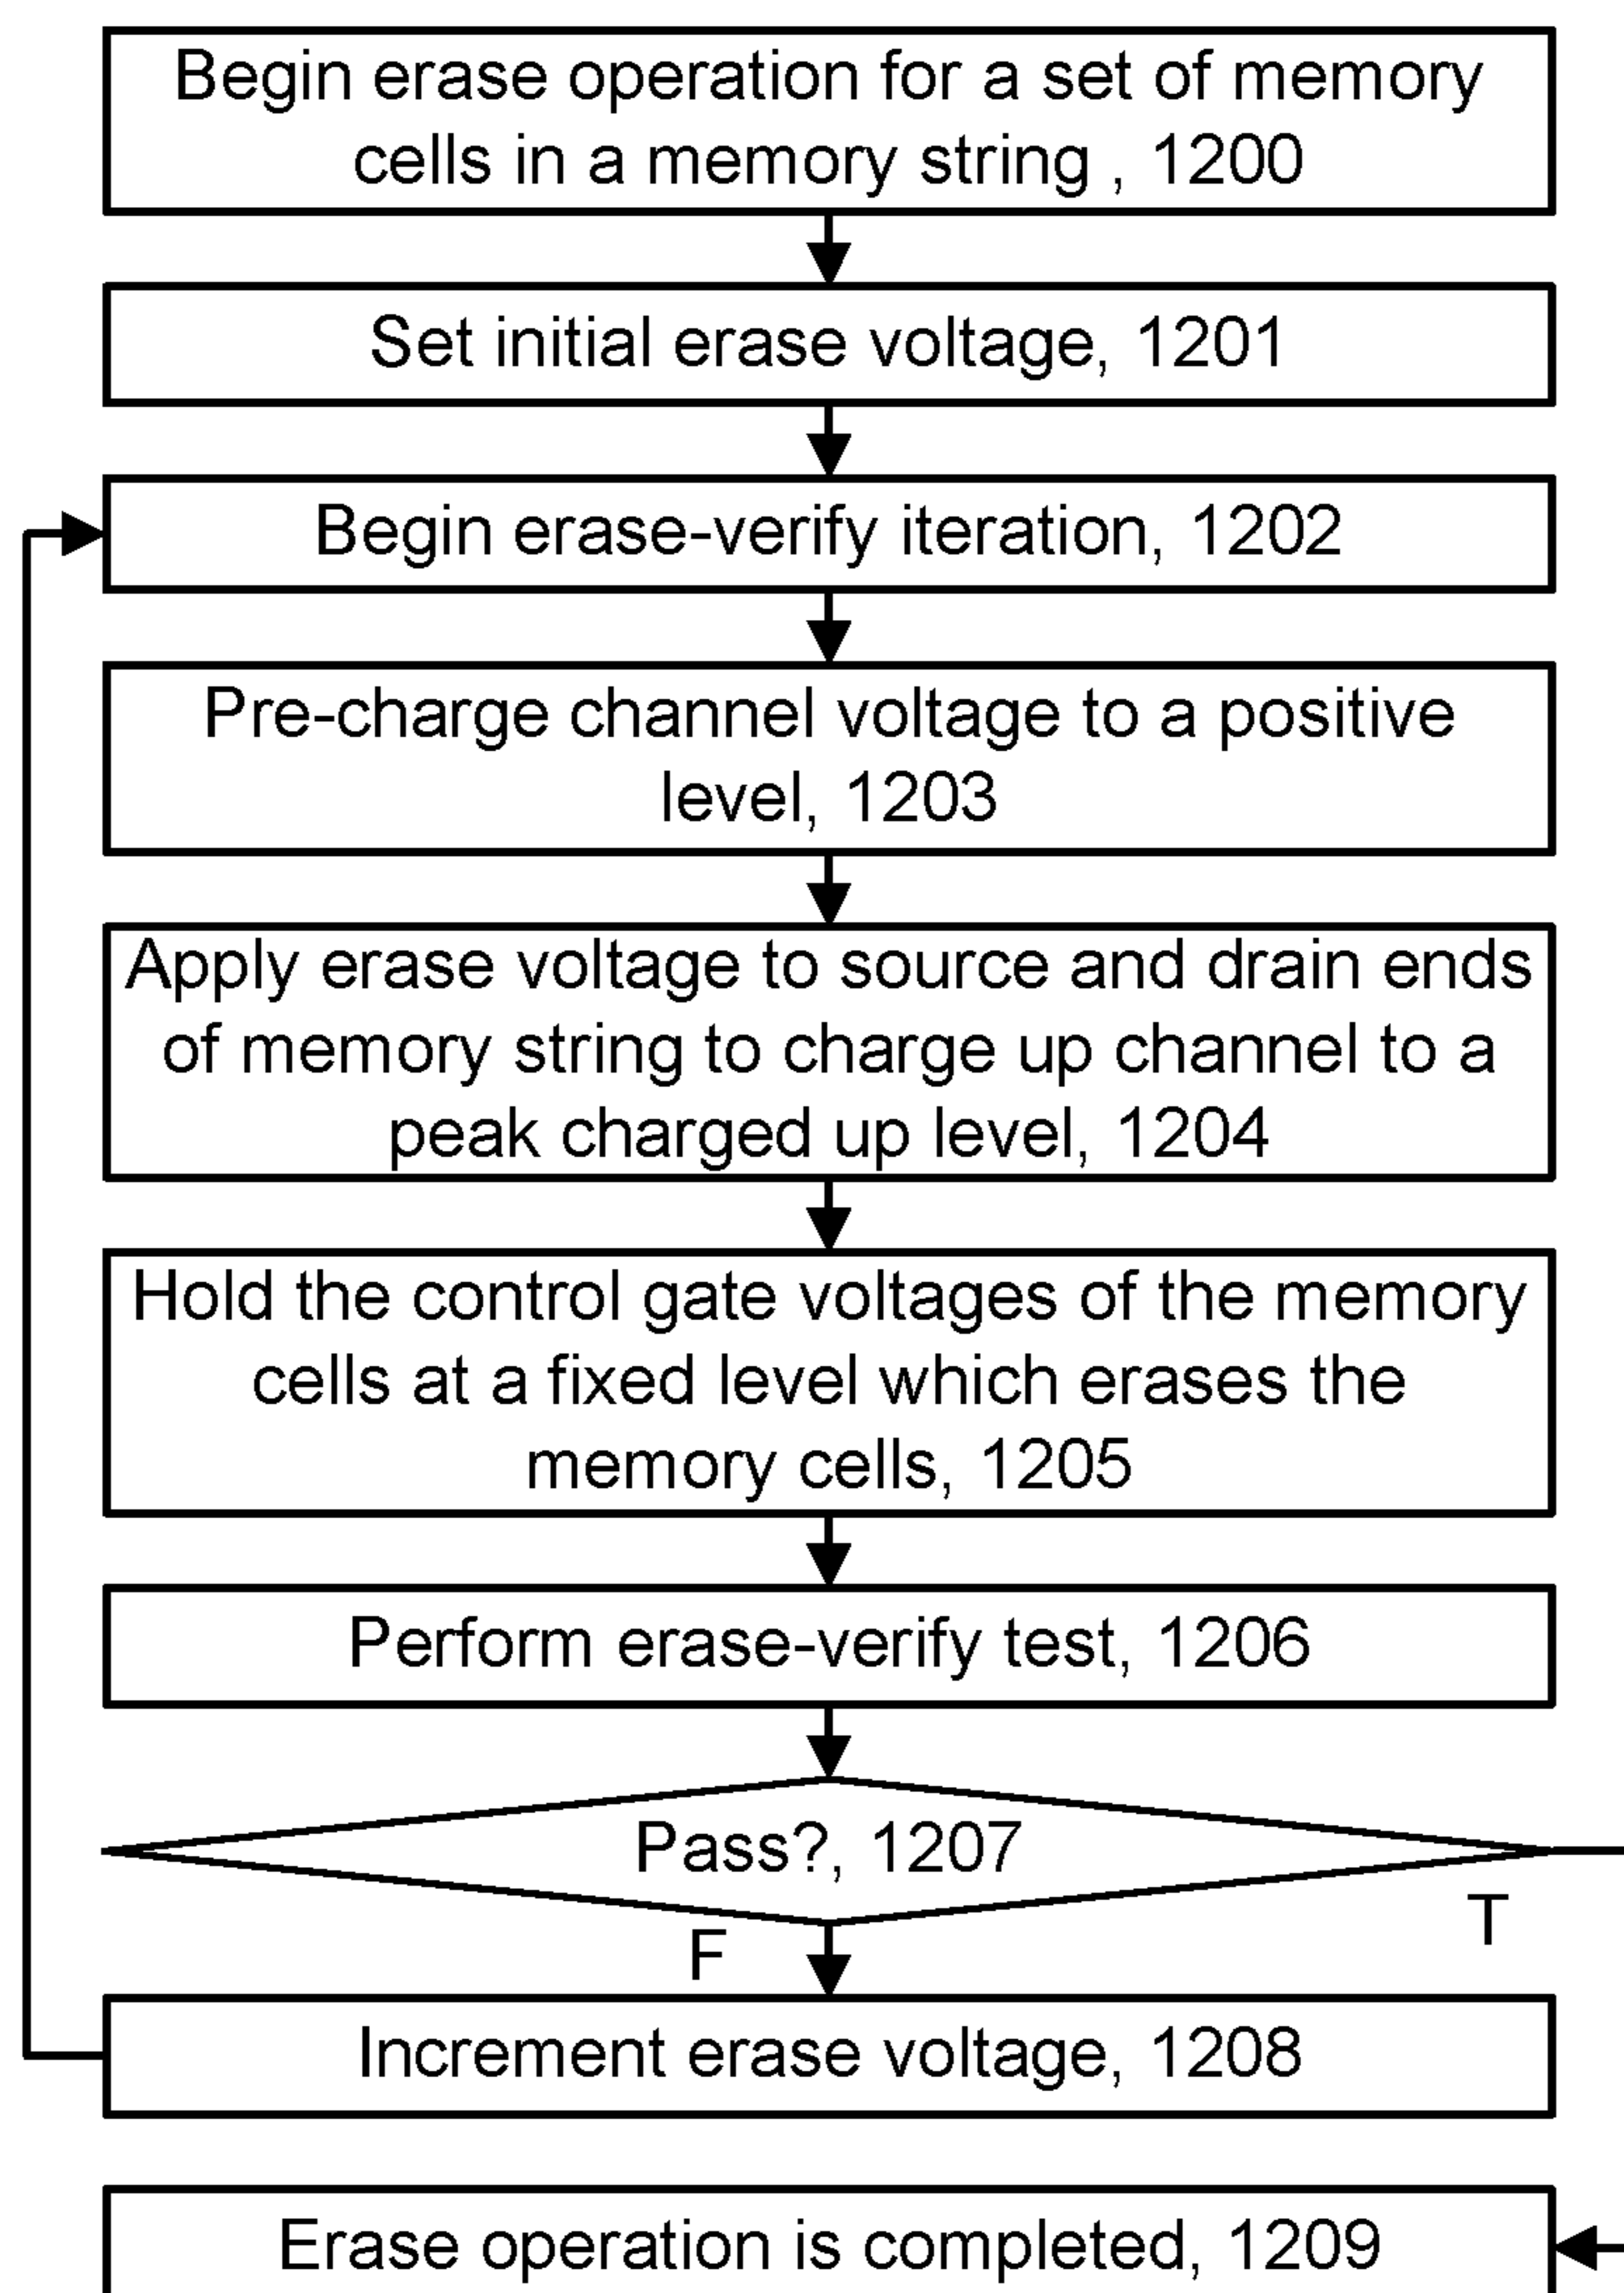 Begin erase operation for a set of memory
cells in a memory string , 1200
Set initial erase voltage, 1201
Begin erase-verify iteration, 1202
Pre-charge channel voltage to a positive
level, 1203
Apply erase voltage to source and drain ends
of memory string to charge up channel to a
peak charged up level, 1204
Hold the control gate voltages of the memory
cells at a fixed level which erases the
memory cells, 1205
Perform erase-verify test, 1206
Pass?, 1207
T
F
Increment erase voltage, 1208
Erase operation is completed, 1209